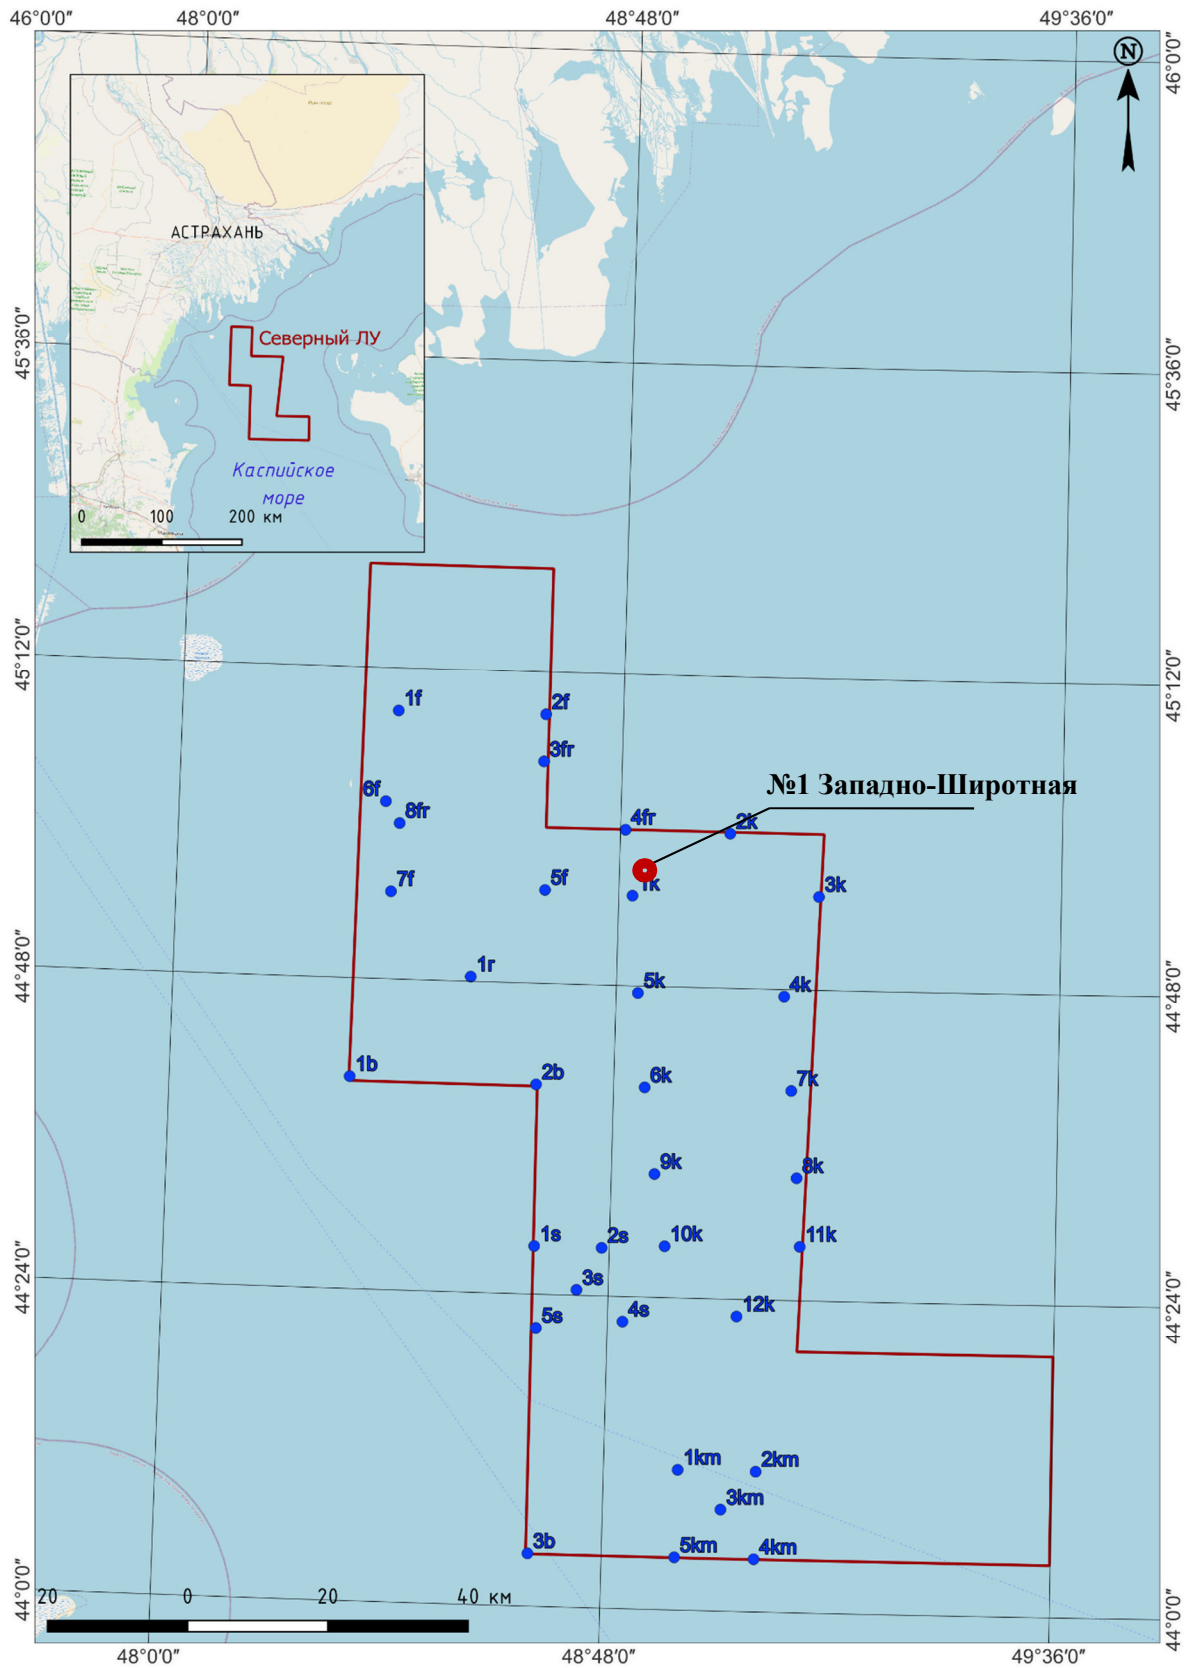 46°0'0" 48°0'0" 48°48'0" 49°36'0"
N
46°0'0"
АСТРАХАНЬ
Северный ЛУ
Каспийское
море
0 100 200 км
45°36'0"
45°36'0"
45°12'0"
45°12'0"
1f
2f
3fr
№1 Западно-Широтная
6f
8fr
4fr
2k
7f
5f
1k
3k
1r
44°48'0"
5k
4k
44°48'0"
1b
2b
6k
7k
9k
8k
1s
2s
10k
11k
44°24'0"
3s
44°24'0"
5s
4s
12k
1km
2km
3km
3b
5km
4km
44°0'0"
20 0 20 40 км
44°0'0"
48°0'0" 48°48'0" 49°36'0"